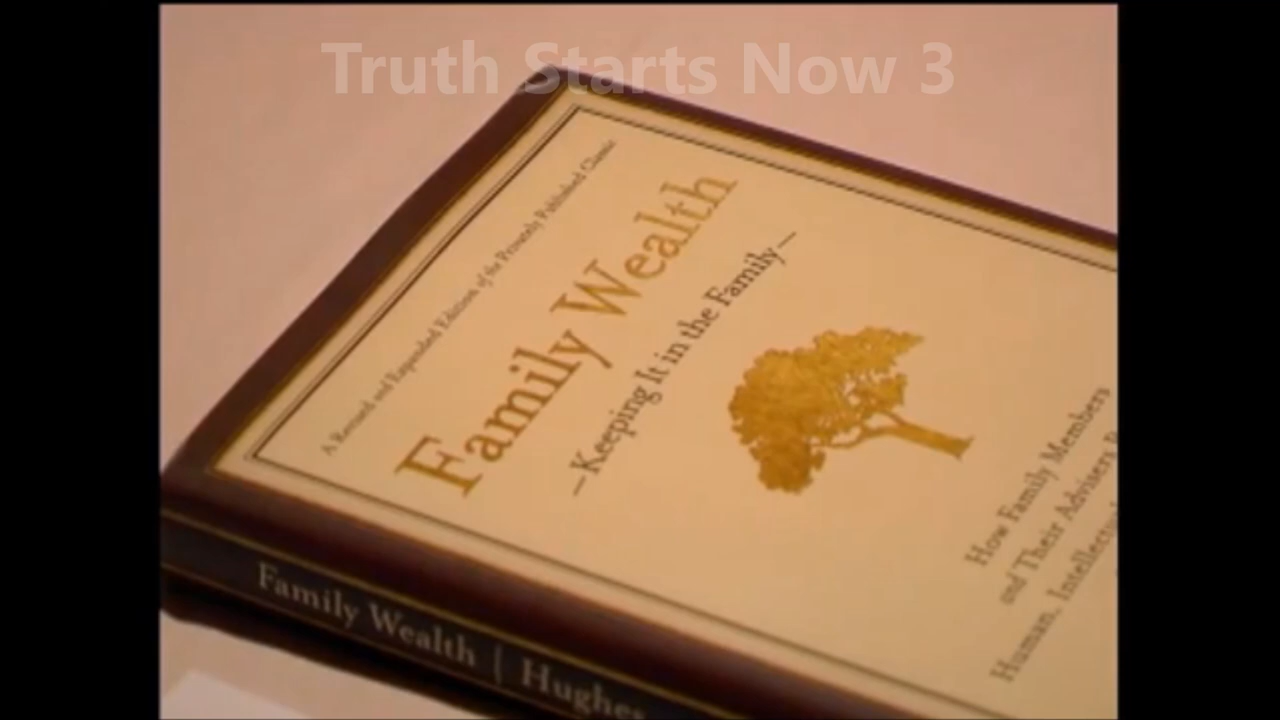 Truth Starts Now 3
A Revised and Expanded Edition of the Privately Published Classic
Family Wealth
—Keeping It in the Family—
How Family Members
and Their Advisers
Human, Intellectu
Family Wealth | Hughes